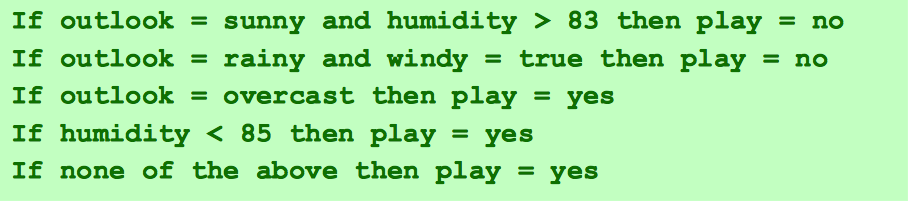 If outlook = sunny and humidity > 83 then play = no
If outlook = rainy and windy = true then play = no
If outlook = overcast then play = yes
If humidity < 85 then play = yes
If none of the above then play = yes